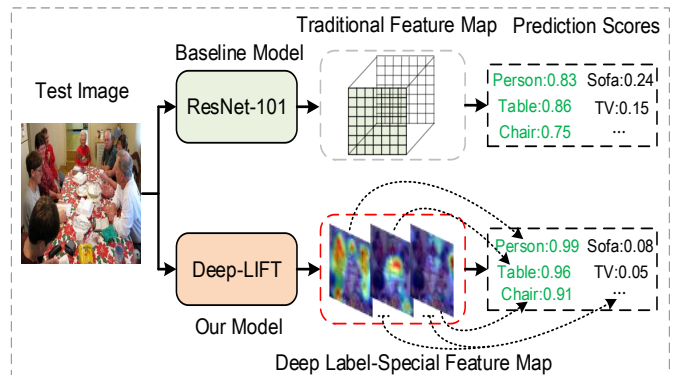 Traditional Feature Map
Prediction Scores
Baseline Model
Test Image
ResNet-101
Person:0.83 Sofa:0.24
Table:0.86 TV:0.15
Chair:0.75 ...
Deep-LIFT
Person:0.99 Sofa:0.08
Table:0.96 TV:0.05
Chair:0.91 ...
... ...
Our Model
Deep Label-Special Feature Map